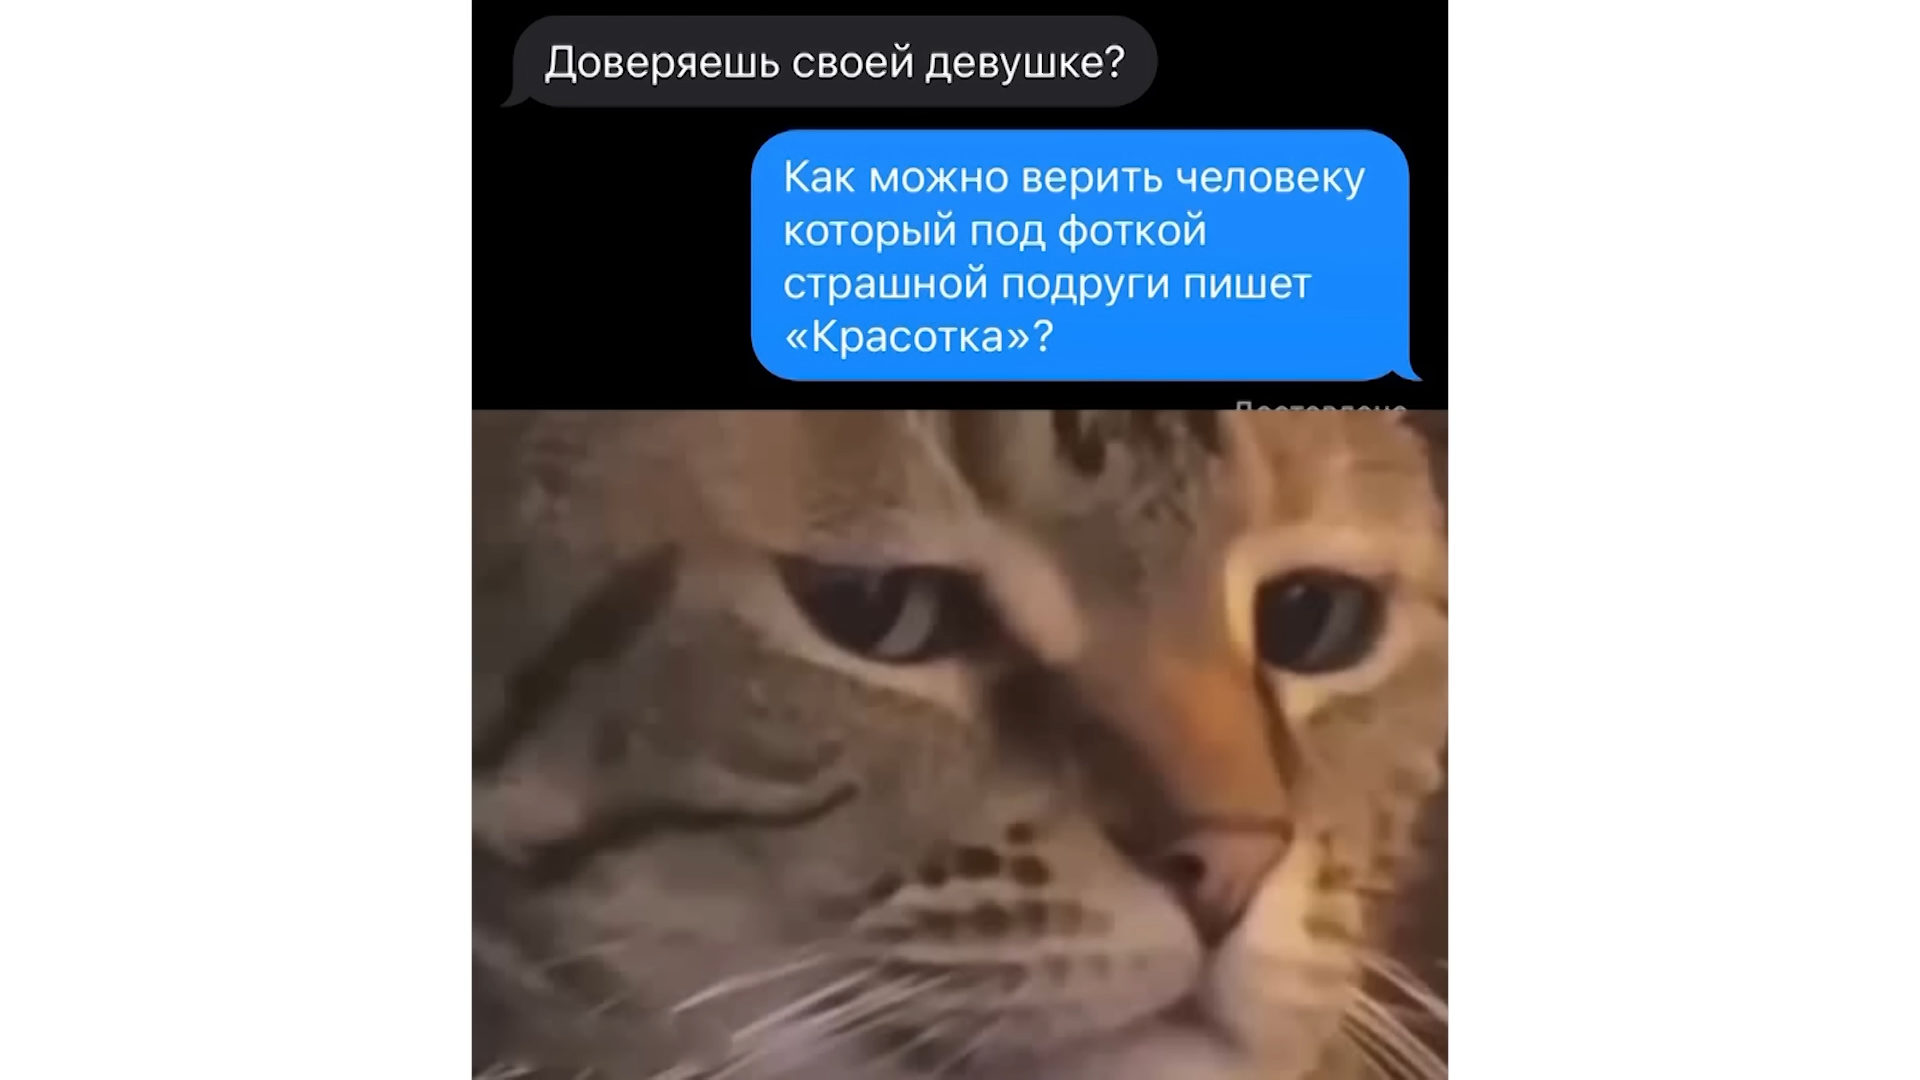 Доверяешь своей девушке?
Как можно верить человеку
который под фоткой
страшной подруги пишет
«Красотка»?